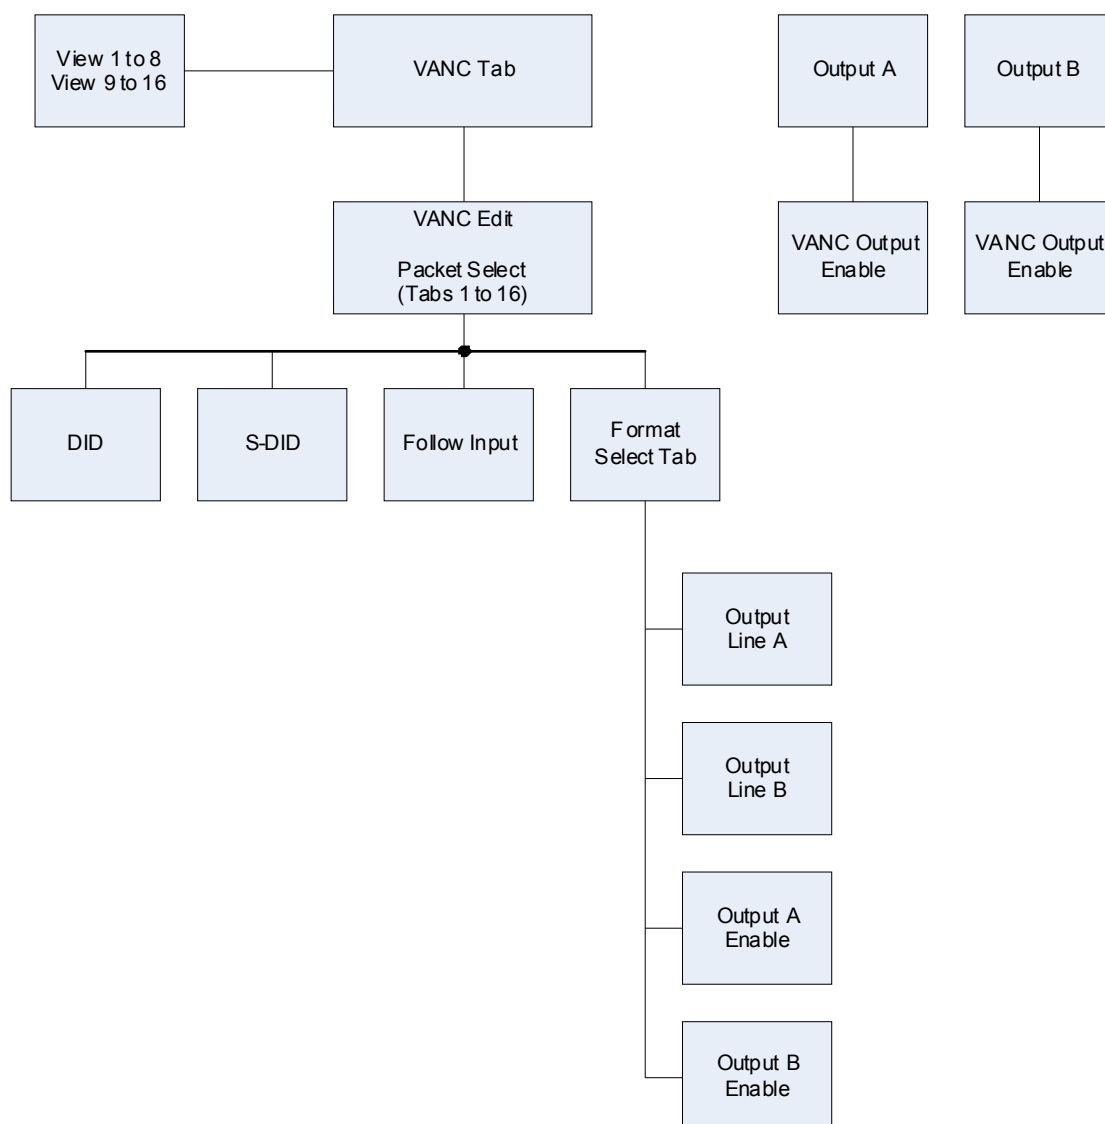 View 1 to 8
View 9 to 16
VANC Tab
Output A
Output B
VANC Edit
Packet Select
(Tabs 1 to 16)
VANC Output
Enable
VANC Output
Enable
DID
S-DID
Follow Input
Format
Select Tab
Output
Line A
Output
Line B
Output A
Enable
Output B
Enable